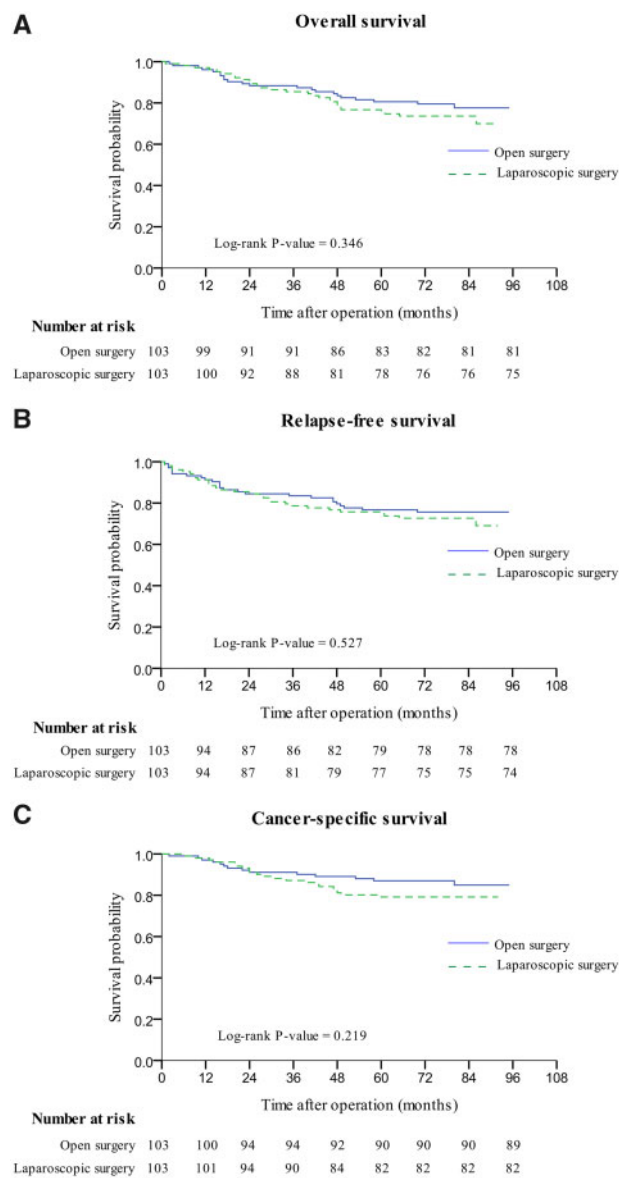 A
Overall survival
1.0
0.8
0.6
0.4
0.2
0.0
Survival probability
Open surgery
Laparoscopic surgery
Log-rank P-value = 0.346
0 12 24 36 48 60 72 84 96 108
Time after operation (months)
Number at risk
Open surgery 103 99 91 91 86 83 82 81 81
Laparoscopic surgery 103 100 92 88 81 78 76 76 75
B
Relapse-free survival
1.0
0.8
0.6
0.4
0.2
0.0
Survival probability
Open surgery
Laparoscopic surgery
Log-rank P-value = 0.527
0 12 24 36 48 60 72 84 96 108
Time after operation (months)
Number at risk
Open surgery 103 94 87 86 82 79 78 78 78
Laparoscopic surgery 103 94 87 81 79 77 75 75 74
C
Cancer-specific survival
1.0
0.8
0.6
0.4
0.2
0.0
Survival probability
Open surgery
Laparoscopic surgery
Log-rank P-value = 0.219
0 12 24 36 48 60 72 84 96 108
Time after operation (months)
Number at risk
Open surgery 103 100 94 94 92 90 90 90 89
Laparoscopic surgery 103 101 94 90 84 82 82 82 82